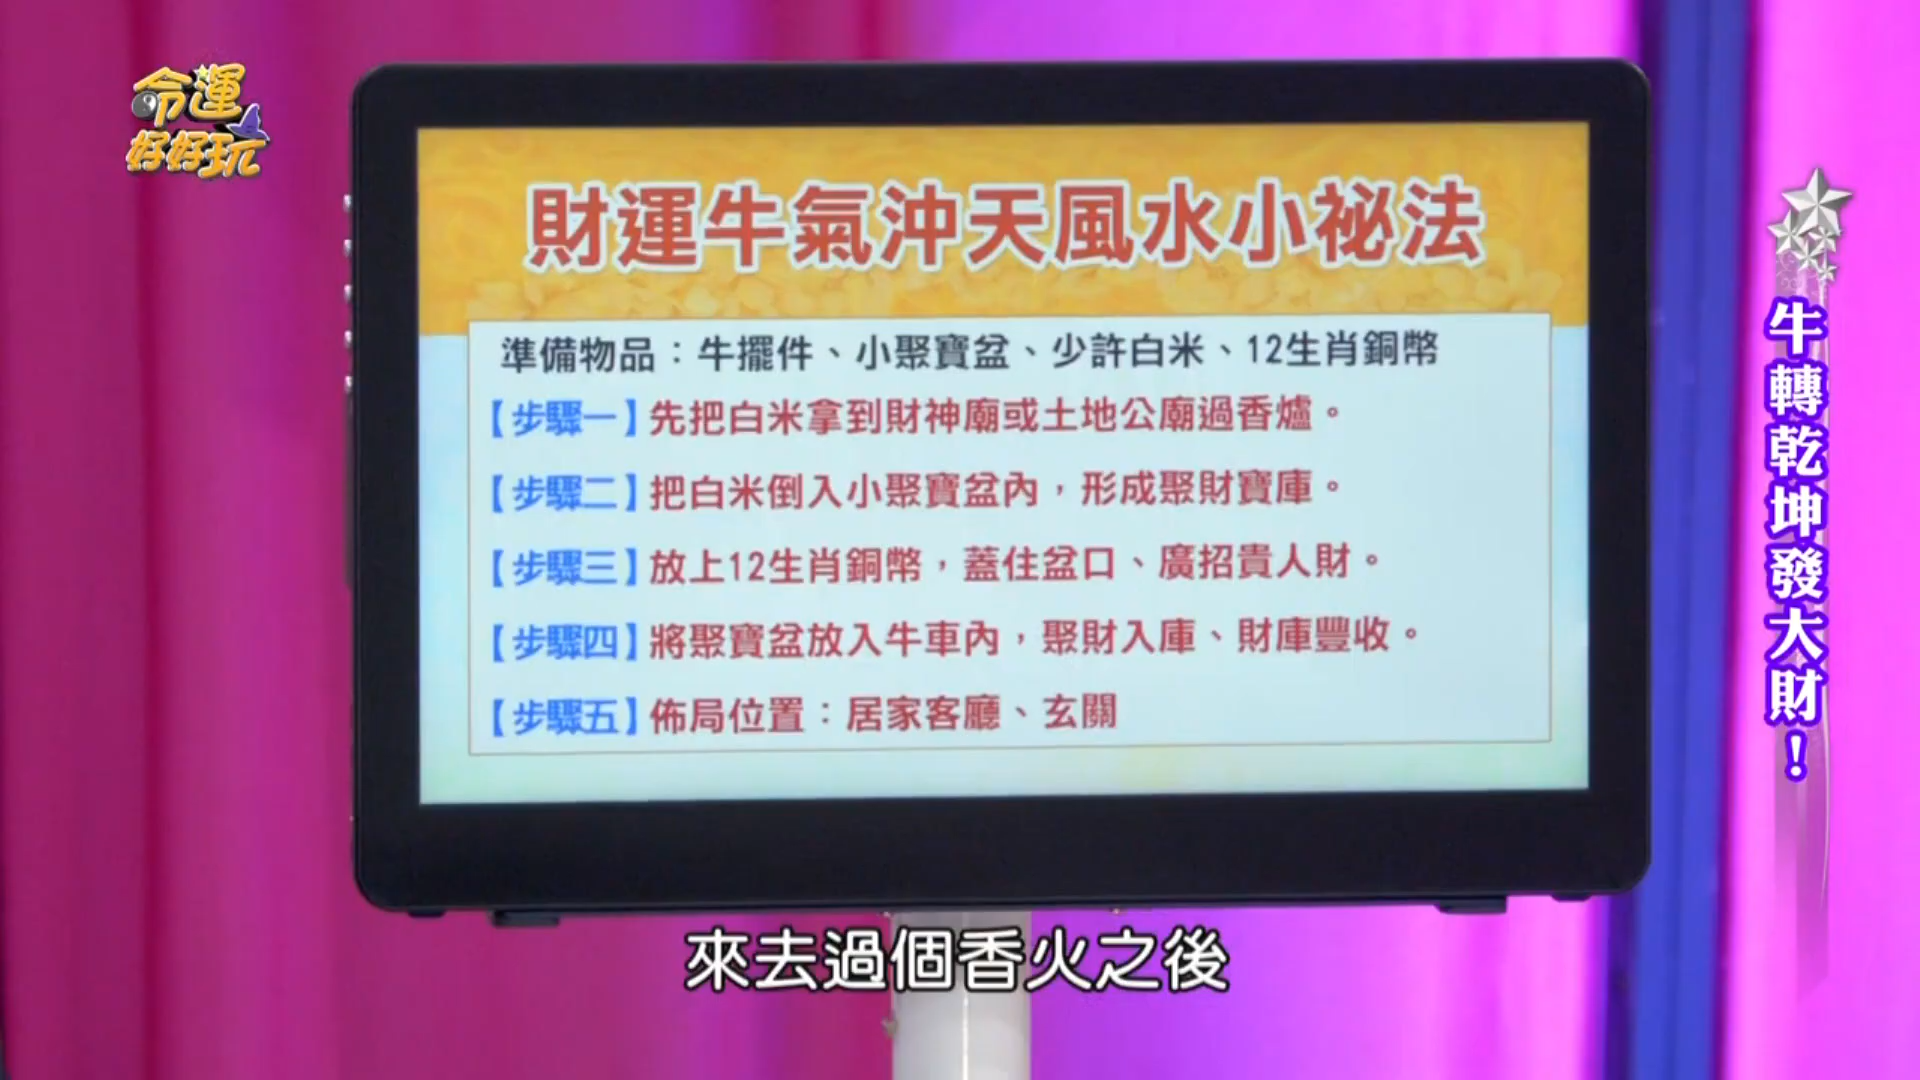 命運
好好玩
財運牛氣沖天風水小祕法
準備物品：牛擺件、小聚寶盆、少許白米、12生肖銅幣
【步驟一】先把白米拿到財神廟或土地公廟過香爐。
【步驟二】把白米倒入小聚寶盆內，形成聚財寶庫。
【步驟三】放上12生肖銅幣，蓋住盆口、廣招貴人財。
【步驟四】將聚寶盆放入牛車內，聚財入庫、財庫豐收。
【步驟五】佈局位置：居家客廳、玄關
牛轉乾坤發大財！
來去過個香火之後